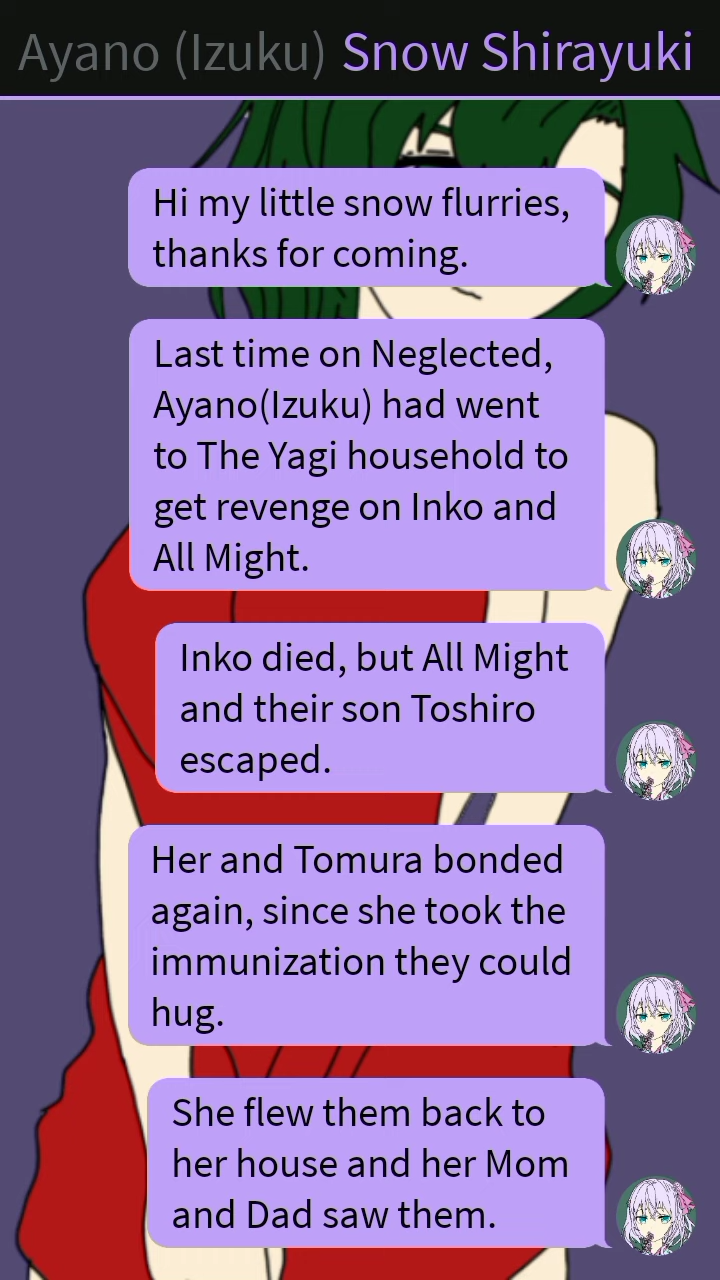 Ayano (Izuku) Snow Shirayuki
Hi my little snow flurries,
thanks for coming.
Last time on Neglected,
Ayano(Izuku) had went
to The Yagi household to
get revenge on Inko and
All Might.
Inko died, but All Might
and their son Toshiro
escaped.
Her and Tomura bonded
again, since she took the
immunization they could
hug.
She flew them back to
her house and her Mom
and Dad saw them.